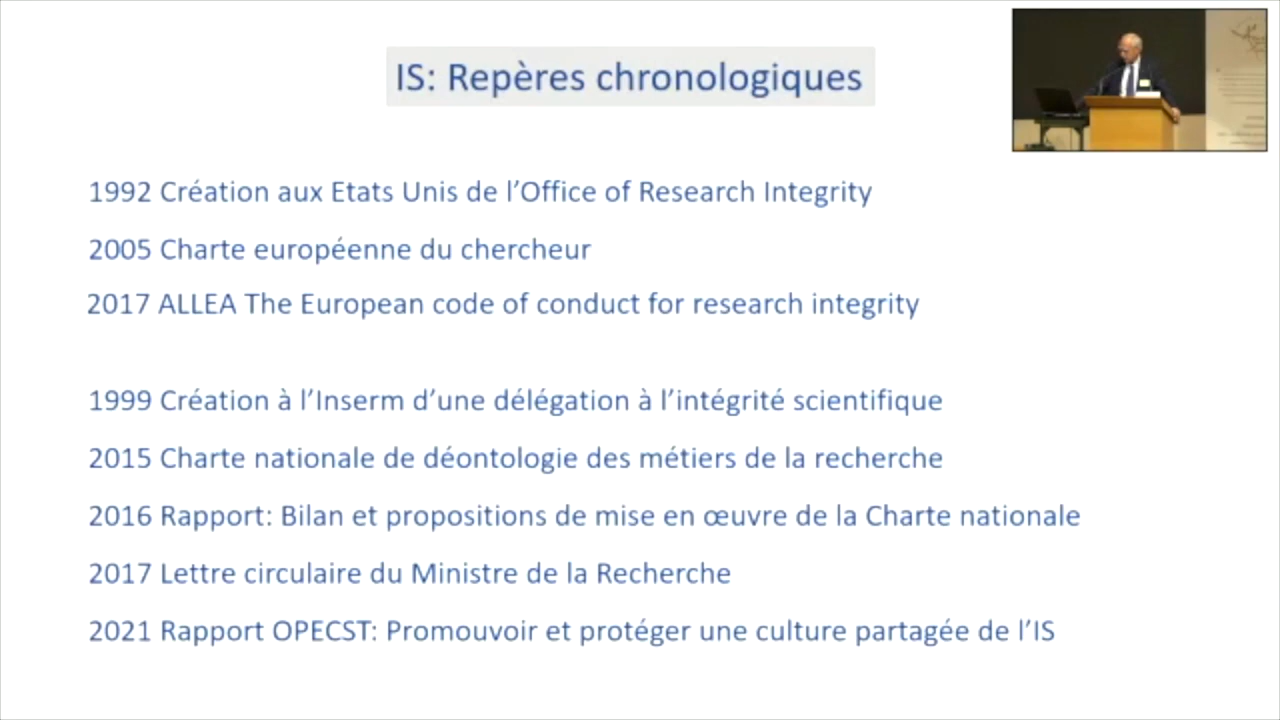 IS: Repères chronologiques
1992 Création aux Etats Unis de l'Office of Research Integrity
2005 Charte européenne du chercheur
2017 ALLEA The European code of conduct for research integrity
1999 Création à l'Inserm d'une délégation à l'intégrité scientifique
2015 Charte nationale de déontologie des métiers de la recherche
2016 Rapport: Bilan et propositions de mise en œuvre de la Charte nationale
2017 Lettre circulaire du Ministre de la Recherche
2021 Rapport OPECST: Promouvoir et protéger une culture partagée de l'IS